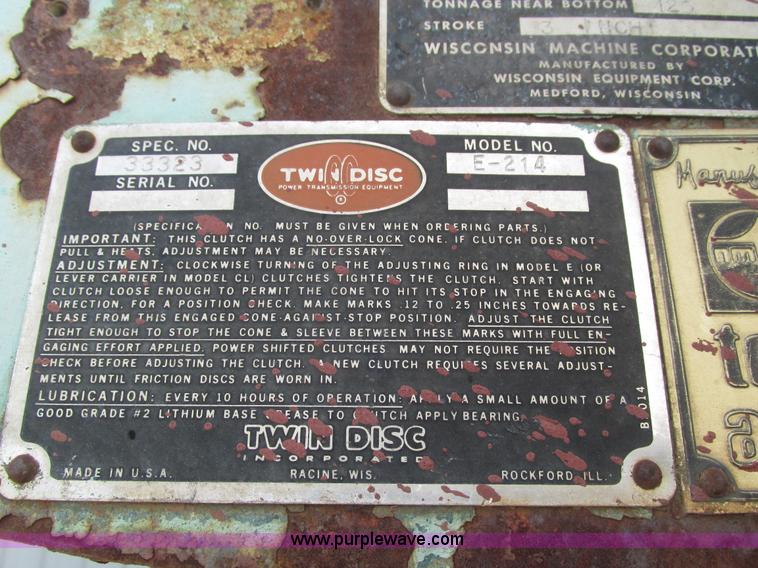 TONNAGE NEAR BOTTOM 125
STROKE 3 INCH
WISCONSIN MACHINE CORPORATI
MANUFACTURED BY
WISCONSIN EQUIPMENT CORP.
MEDFORD, WISCONSIN
SPEC. NO. MODEL NO.
33323 TWIN DISC E-214
SERIAL NO. POWER TRANSMISSION EQUIPMENT
(SPECIFICA N NO. MUST BE GIVEN WHEN ORDERING PARTS.)
IMPORTANT: THIS CLUTCH HAS A NO-OVER-LOCK CONE. IF CLUTCH DOES NOT
PULL & HEATS, ADJUSTMENT MAY BE NECESSARY.
ADJUSTMENT: CLOCKWISE TURNING OF THE ADJUSTING RING IN MODEL E (OR
LEVER CARRIER IN MODEL CL) CLUTCHES TIGHTENS THE CLUTCH. START WITH
CLUTCH LOOSE ENOUGH TO PERMIT THE CONE TO HIT ITS STOP IN THE ENGAGING
DIRECTION, FOR A POSITION CHECK. MAKE MARKS .12 TO .25 INCHES TOWARDS RE-
LEASE FROM THIS ENGAGED CONE-AGAINST-STOP POSITION. ADJUST THE CLUTCH
TIGHT ENOUGH TO STOP THE CONE & SLEEVE BETWEEN THESE MARKS WITH FULL EN-
GAGING EFFORT APPLIED. POWER SHIFTED CLUTCHES MAY NOT REQUIRE THE POSITION
CHECK BEFORE ADJUSTING THE CLUTCH. A NEW CLUTCH REQUIRES SEVERAL ADJUST-
MENTS UNTIL FRICTION DISCS ARE WORN IN.
LUBRICATION: EVERY 10 HOURS OF OPERATION: APPLY A SMALL AMOUNT OF A
GOOD GRADE #2 LITHIUM BASE GREASE TO CLUTCH APPLY BEARING.
TWIN DISC
INCORPORATED
MADE IN U.S.A. RACINE, WIS. ROCKFORD ILL.
Manuf
www.purplewave.com